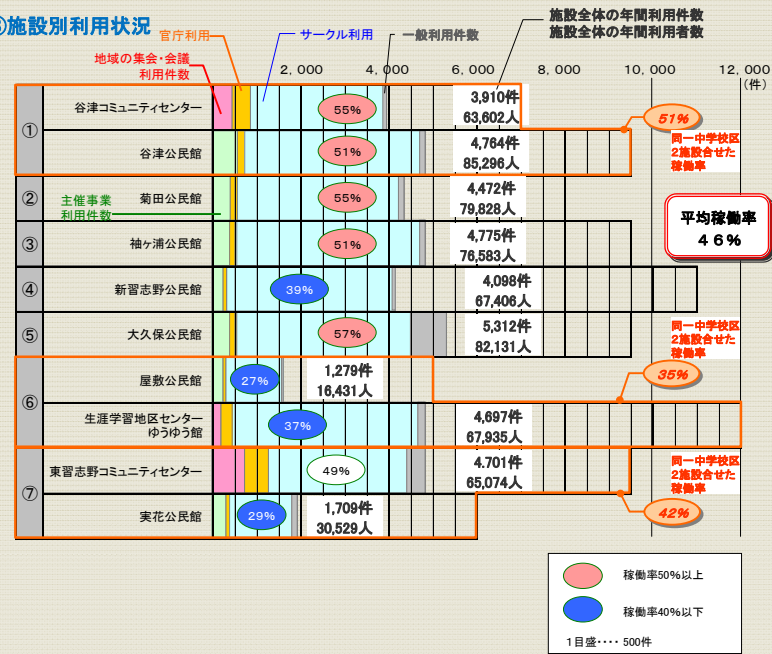 施設別利用状況
官庁利用
サークル利用
一般利用件数
施設全体の年間利用件数
施設全体の年間利用者数
地域の集会・会議
利用件数
2,000
4,000
6,000
8,000
10,000
12,000
(件)
①
谷津コミュニティセンター
55%
3,910件
63,602人
51%
谷津公民館
51%
4,764件
85,296人
同一中学校区
2施設合せた
稼働率
②
主催事業
利用件数
菊田公民館
55%
4,472件
79,828人
平均稼働率
46%
③
袖ヶ浦公民館
51%
4,775件
76,583人
④
新習志野公民館
39%
4,098件
67,406人
⑤
大久保公民館
57%
5,312件
82,131人
同一中学校区
2施設合せた
稼働率
⑥
屋敷公民館
27%
1,279件
16,431人
35%
生涯学習地区センター
ゆうゆう館
37%
4,697件
67,935人
⑦
東習志野コミュニティセンター
49%
4.701件
65,074人
同一中学校区
2施設合せた
稼働率
実花公民館
29%
1,709件
30,529人
42%
稼働率50%以上
稼働率40%以下
1目盛‥‥ 500件